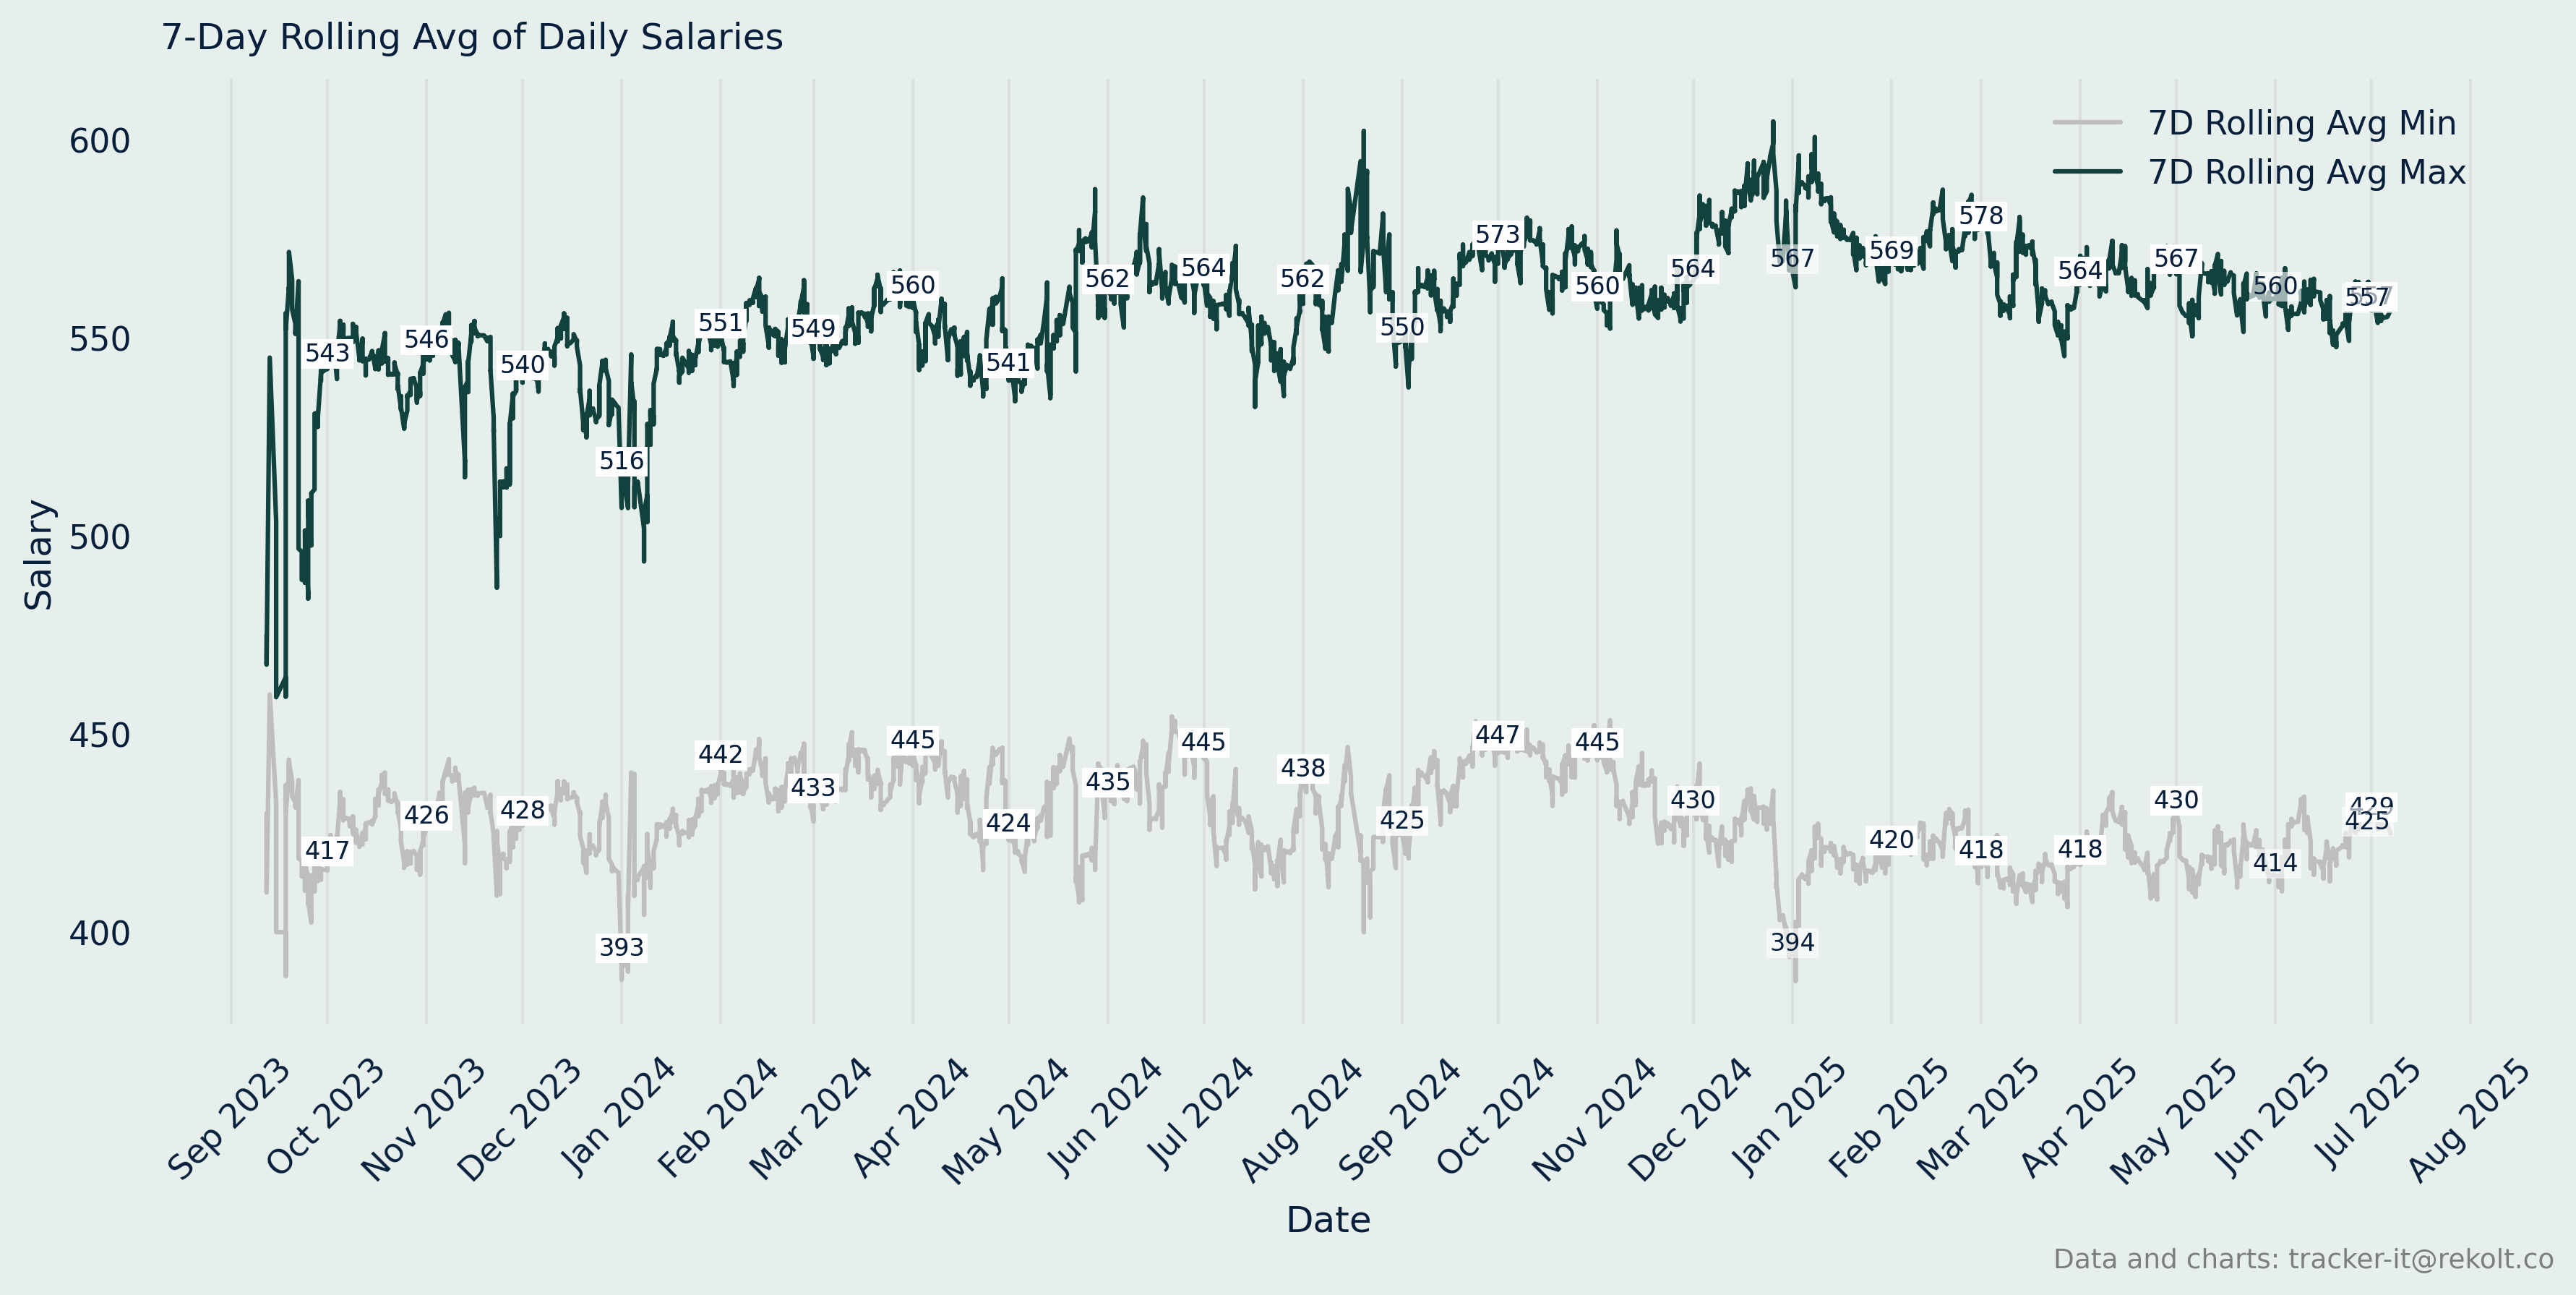 7-Day Rolling Avg of Daily Salaries
7D Rolling Avg Min
7D Rolling Avg Max
Salary
600
550
500
450
400
543
546
540
516
551
549
560
541
562
564
562
550
573
560
564
567
569
578
564
567
560
557
417
426
428
393
442
433
445
424
435
445
438
425
447
445
430
394
420
418
418
430
414
429
425
Sep 2023
Oct 2023
Nov 2023
Dec 2023
Jan 2024
Feb 2024
Mar 2024
Apr 2024
May 2024
Jun 2024
Jul 2024
Aug 2024
Sep 2024
Oct 2024
Nov 2024
Dec 2024
Jan 2025
Feb 2025
Mar 2025
Apr 2025
May 2025
Jun 2025
Jul 2025
Aug 2025
Date
Data and charts: tracker-it@rekolt.co